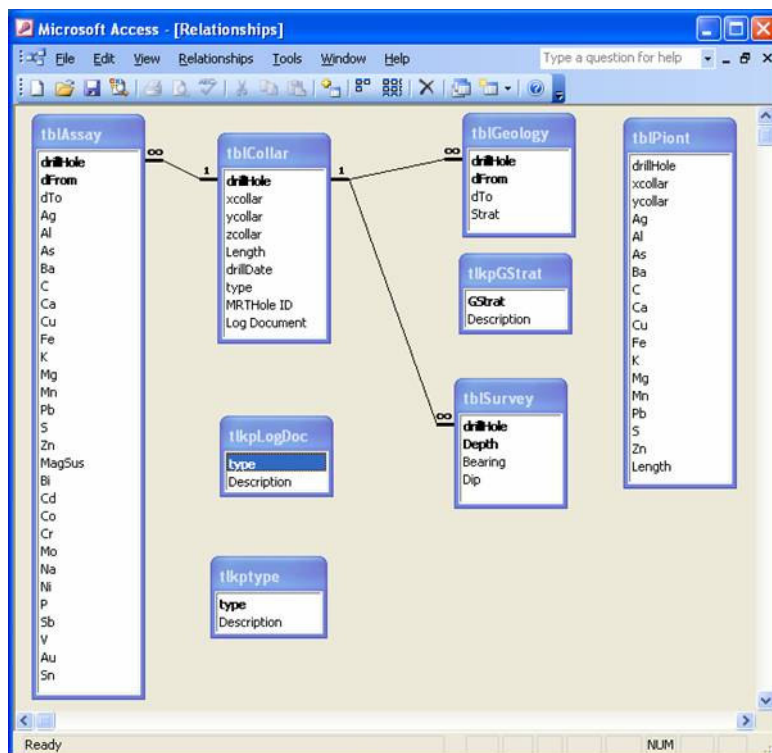 Microsoft Access - [Relationships]
File Edit View Relationships Tools Window Help
Type a question for help
tblAssay
drillHole
dFrom
dTo
Ag
Al
As
Ba
C
Ca
Cu
Fe
K
Mg
Mn
Pb
S
Zn
MagSus
Bi
Cd
Co
Cr
Mo
Na
Ni
P
Sb
V
Au
Sn
∞ 1
tblCollar
drillHole
xcollar
ycollar
zcollar
Length
drillDate
type
MRTHole ID
Log Document
1 ∞
∞
tblGeology
drillHole
dFrom
dTo
Strat
tlkpGStrat
GStrat
Description
tblSurvey
drillHole
Depth
Bearing
Dip
tlkpLogDoc
type
Description
tlkptype
type
Description
tblPiont
drillHole
xcollar
ycollar
Ag
Al
As
Ba
C
Ca
Cu
Fe
K
Mg
Mn
Pb
S
Zn
Length
Ready
NUM